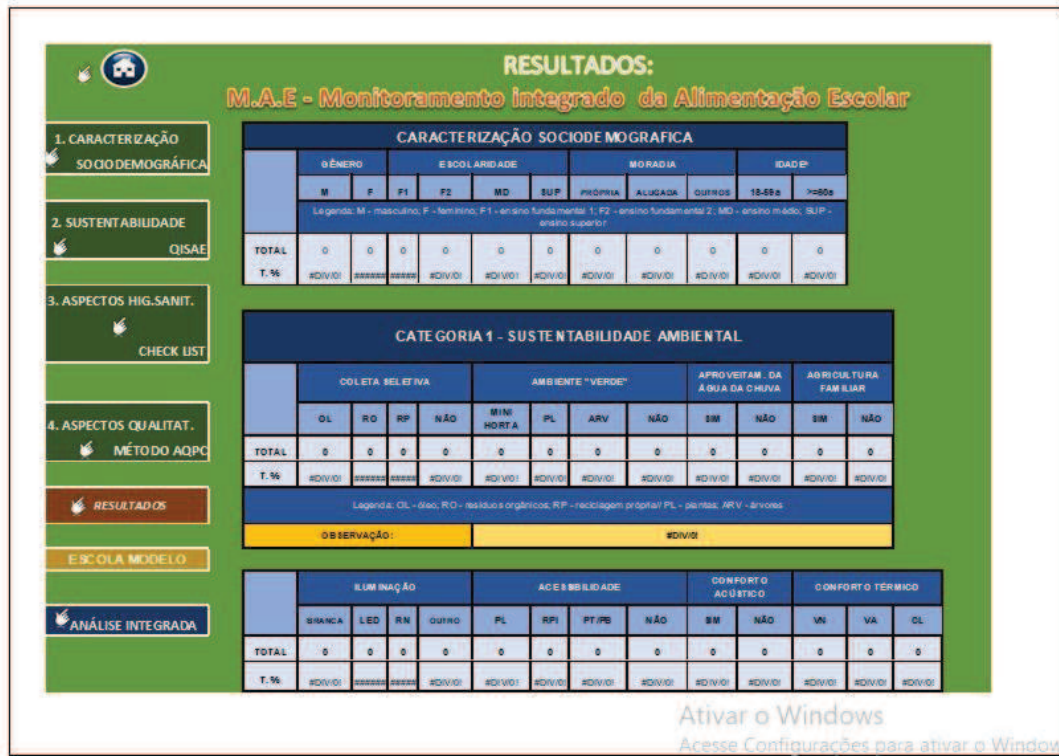 RESULTADOS:
M.A.E - Monitoramento integrado da Alimentação Escolar
1. CARACTERIZAÇÃO
SOCIODEMOGRÁFICA
2. SUSTENTABILIDADE
QISAE
3. ASPECTOS HIG.SANIT.
CHECK LIST
4. ASPECTOS QUALITAT.
MÉTODO AQPC
RESULTADOS
ESCOLA MODELO
ANÁLISE INTEGRADA
CARACTERIZAÇÃO SOCIODEMOGRAFICA
GÊNERO ESCOLARIDADE MORADIA IDADE
M F F1 F2 MD SUP PRÓPRIA ALUGADA OUTROS 18-59a >=60a
Legenda: M - masculino; F - feminino; F1 - ensino fundamental 1; F2 - ensino fundamental 2; MD - ensino médio; SUP -
ensino superior
TOTAL 0 0 0 0 0 0 0 0 0 0 0
T. % #DIV/0! ###### ##### #DIV/0! #DIV/0! #DIV/0! #DIV/0! #DIV/0! #DIV/0! #DIV/0! #DIV/0!
CATEGORIA 1 - SUSTENTABILIDADE AMBIENTAL
COLETA SELETIVA AMBIENTE "VERDE" APROVEITAM. DA ÁGUA DA CHUVA AGRICULTURA FAMILIAR
OL RO RP NÃO MINI HORTA PL ARV NÃO SIM NÃO SIM NÃO
TOTAL 0 0 0 0 0 0 0 0 0 0 0 0
T. % #DIV/0! ###### ##### #DIV/0! #DIV/0! #DIV/0! #DIV/0! #DIV/0! #DIV/0! #DIV/0! #DIV/0! #DIV/0!
Legenda: OL - óleo; RO - resíduos orgânicos; RP - reciclagem própria// PL - plantas; ARV - árvores
OBSERVAÇÃO: #DIV/0!
ILUMINAÇÃO ACESSIBILIDADE CONFORTO ACÚSTICO CONFORTO TÉRMICO
BRANCA LED RN OUTRO PL RPI PT/PB NÃO SIM NÃO VN VA CL
TOTAL 0 0 0 0 0 0 0 0 0 0 0 0 0
T. % #DIV/0! ###### ##### #DIV/0! #DIV/0! #DIV/0! #DIV/0! #DIV/0! #DIV/0! #DIV/0! #DIV/0! #DIV/0! #DIV/0!
Ativar o Windows
Acesse Configurações para ativar o Window